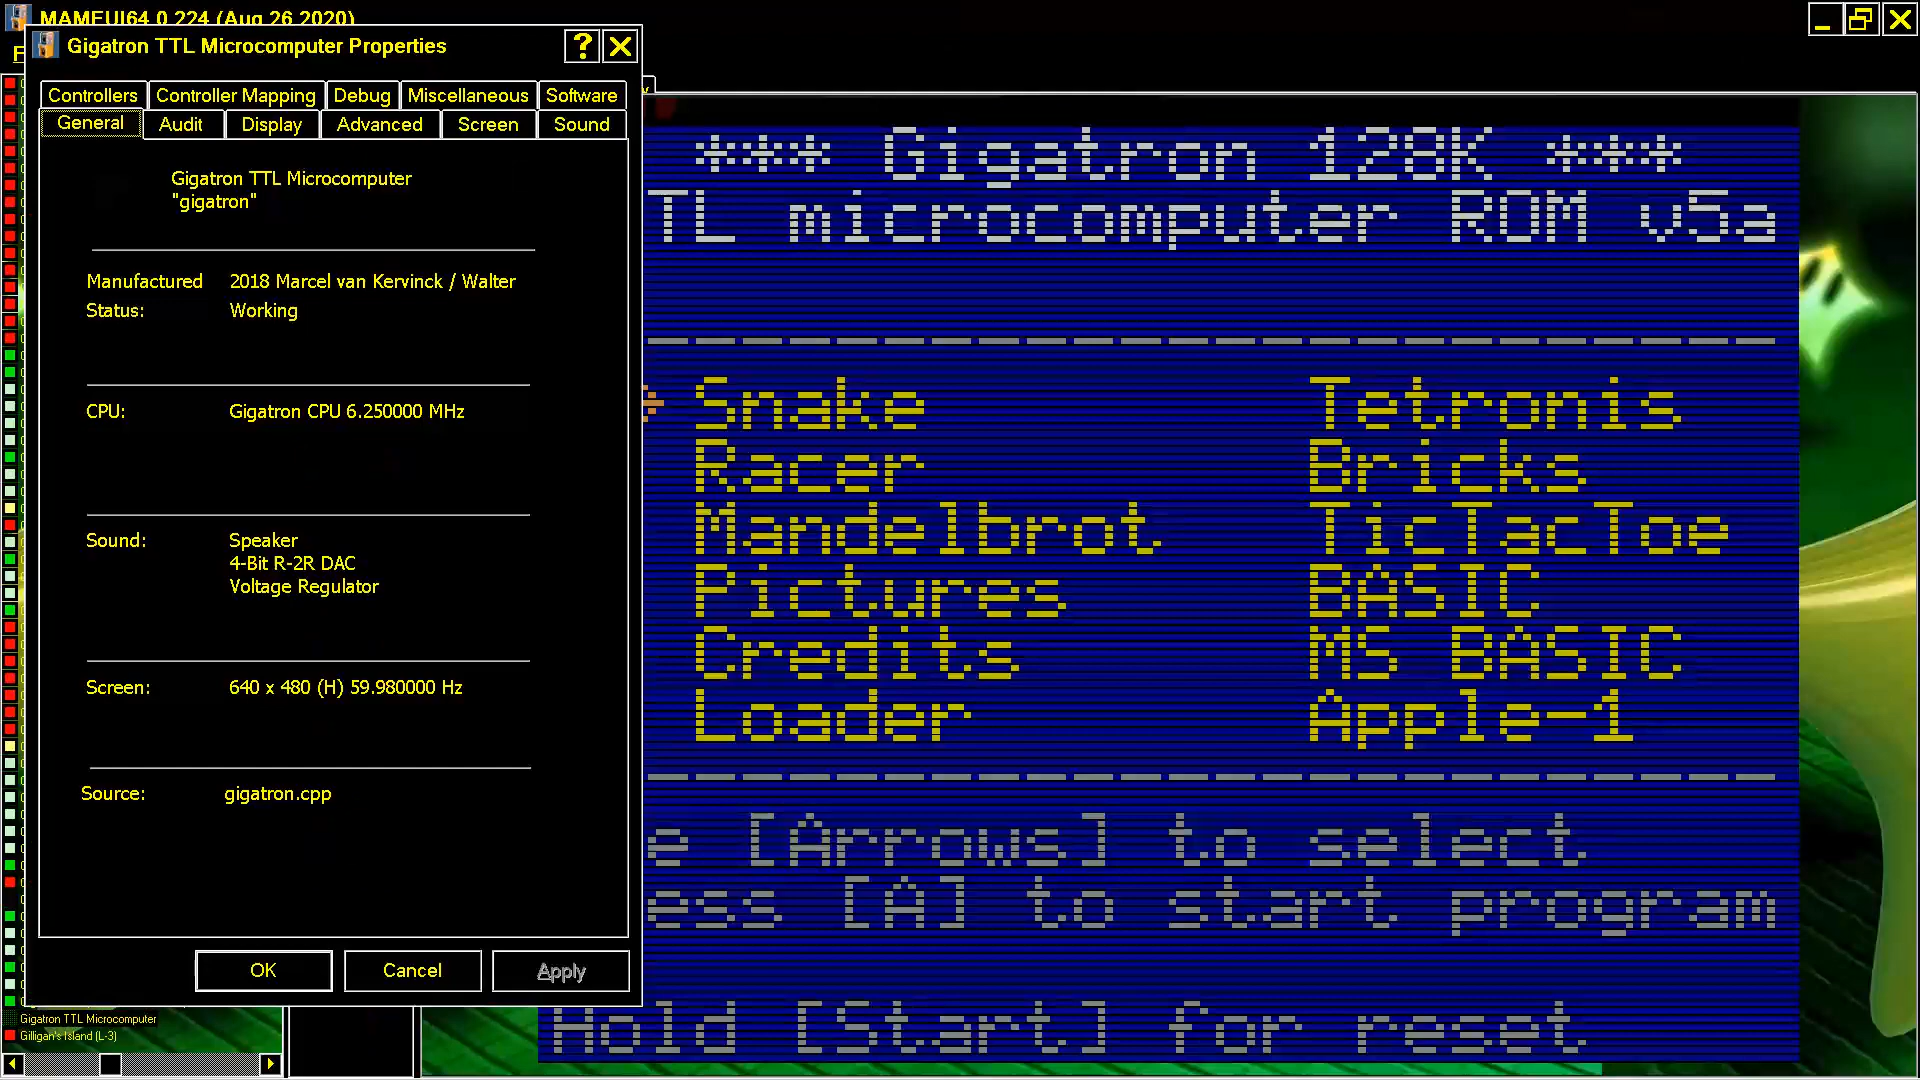 MAMEUI64 0.224 (Aug 26 2020)
Gigatron TTL Microcomputer Properties
Controllers Controller Mapping Debug Miscellaneous Software
General Audit Display Advanced Screen Sound
Gigatron TTL Microcomputer
"gigatron"
Manufactured 2018 Marcel van Kervinck / Walter
Status: Working
CPU: Gigatron CPU 6.250000 MHz
Sound: Speaker
4-Bit R-2R DAC
Voltage Regulator
Screen: 640 x 480 (H) 59.980000 Hz
Source: gigatron.cpp
OK Cancel Apply
Gigatron TTL Microcomputer
Gilligan's Island (L-3)
*** Gigatron 128K ***
TL microcomputer ROM v5a
Snake Tetronis
Racer Bricks
Mandelbrot TicTacToe
Pictures BASIC
Credits MS BASIC
Loader Apple-1
e [Arrows] to select
ess [A] to start program
Hold [Start] for reset